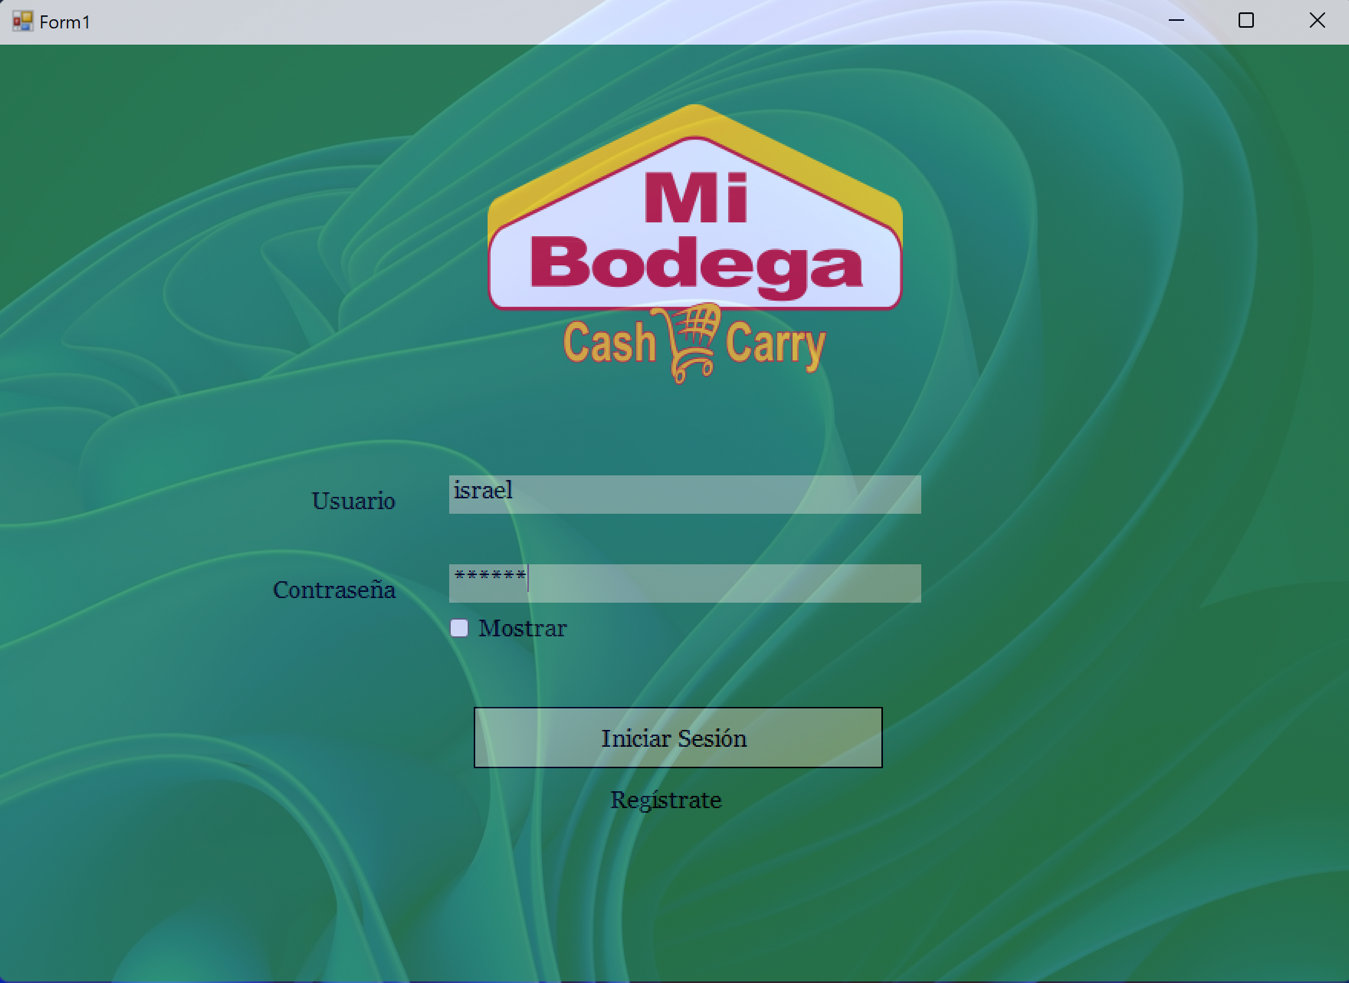 Form1
Mi
Bodega
Cash Carry
Usuario
israel
Contraseña
******
Mostrar
Iniciar Sesión
Regístrate